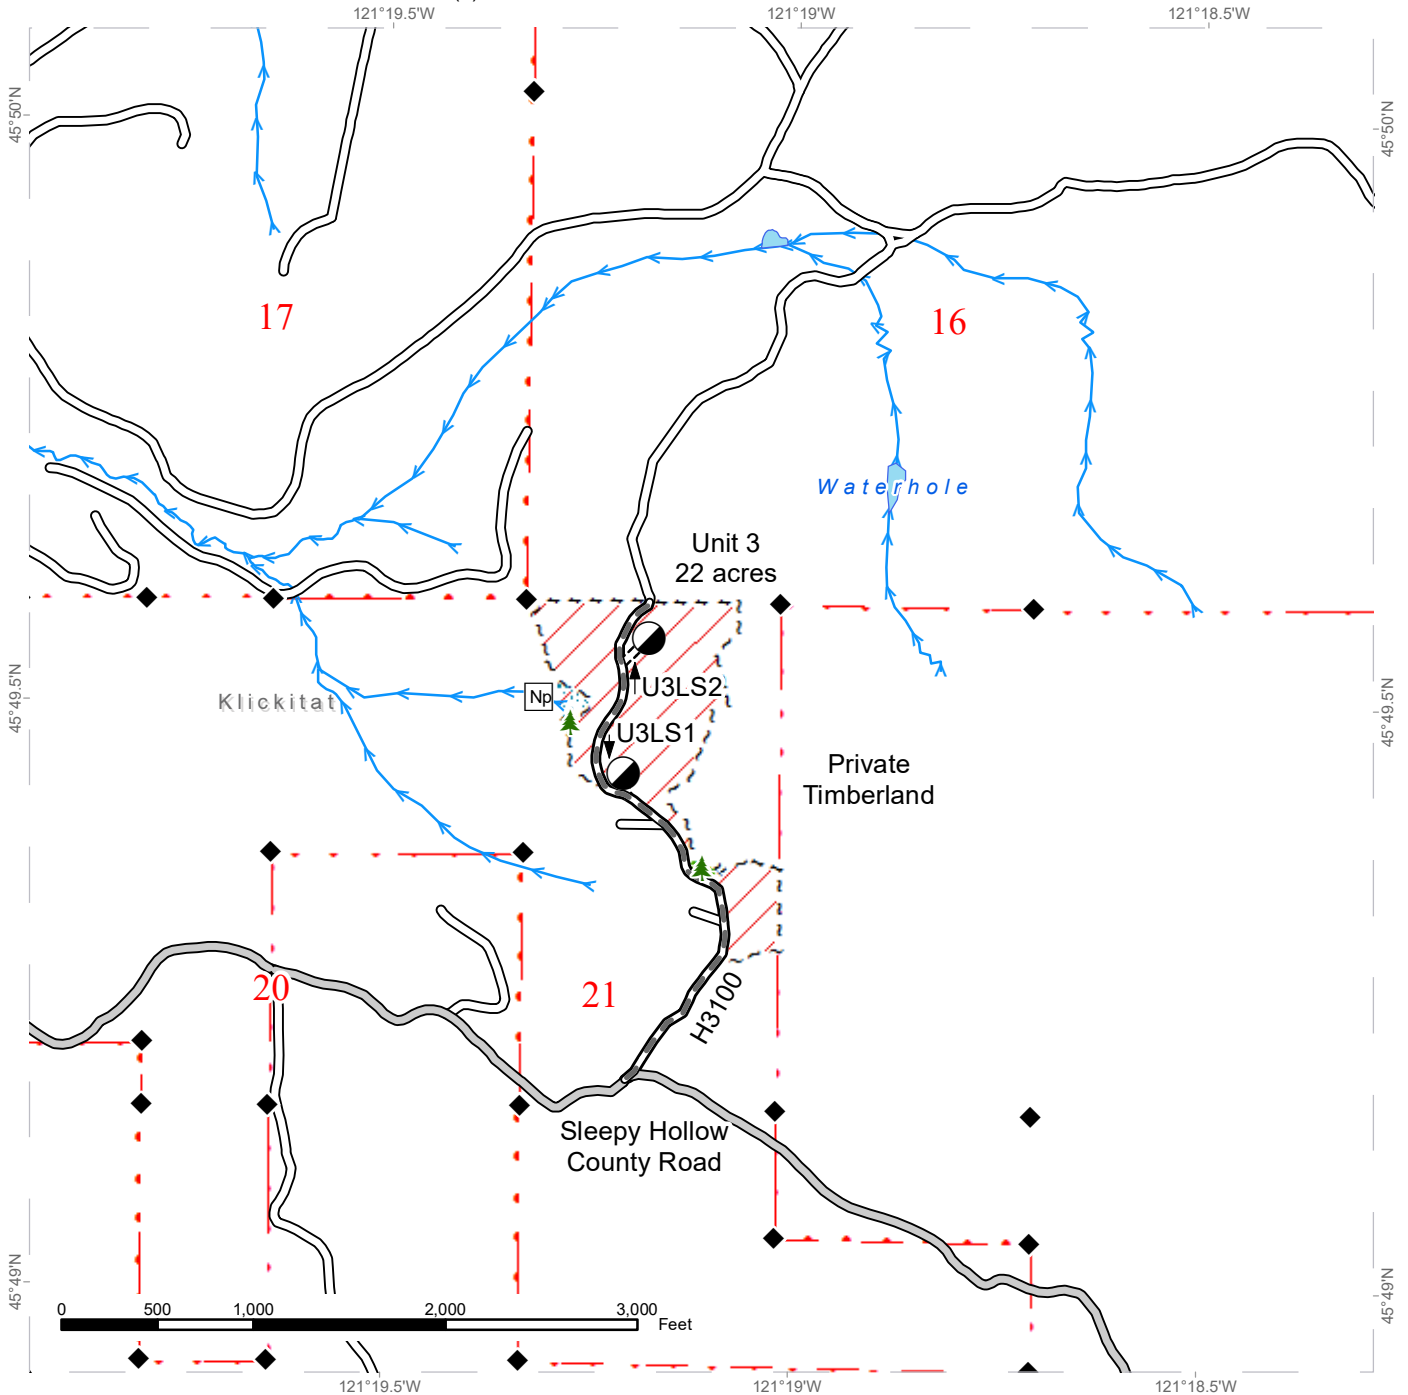 121°19.5'W
121°19'W
121°18.5'W
45°50'N
45°50'N
17
16
Waterhole
Unit 3
22 acres
U3LS2
Np
Klickitat
45°49.5'N
45°49.5'N
U3LS1
Private
Timberland
20
21
H3100
Sleepy Hollow
County Road
45°49'N
45°49'N
0 500 1,000 2,000 3,000
Feet
121°19.5'W
121°19'W
121°18.5'W